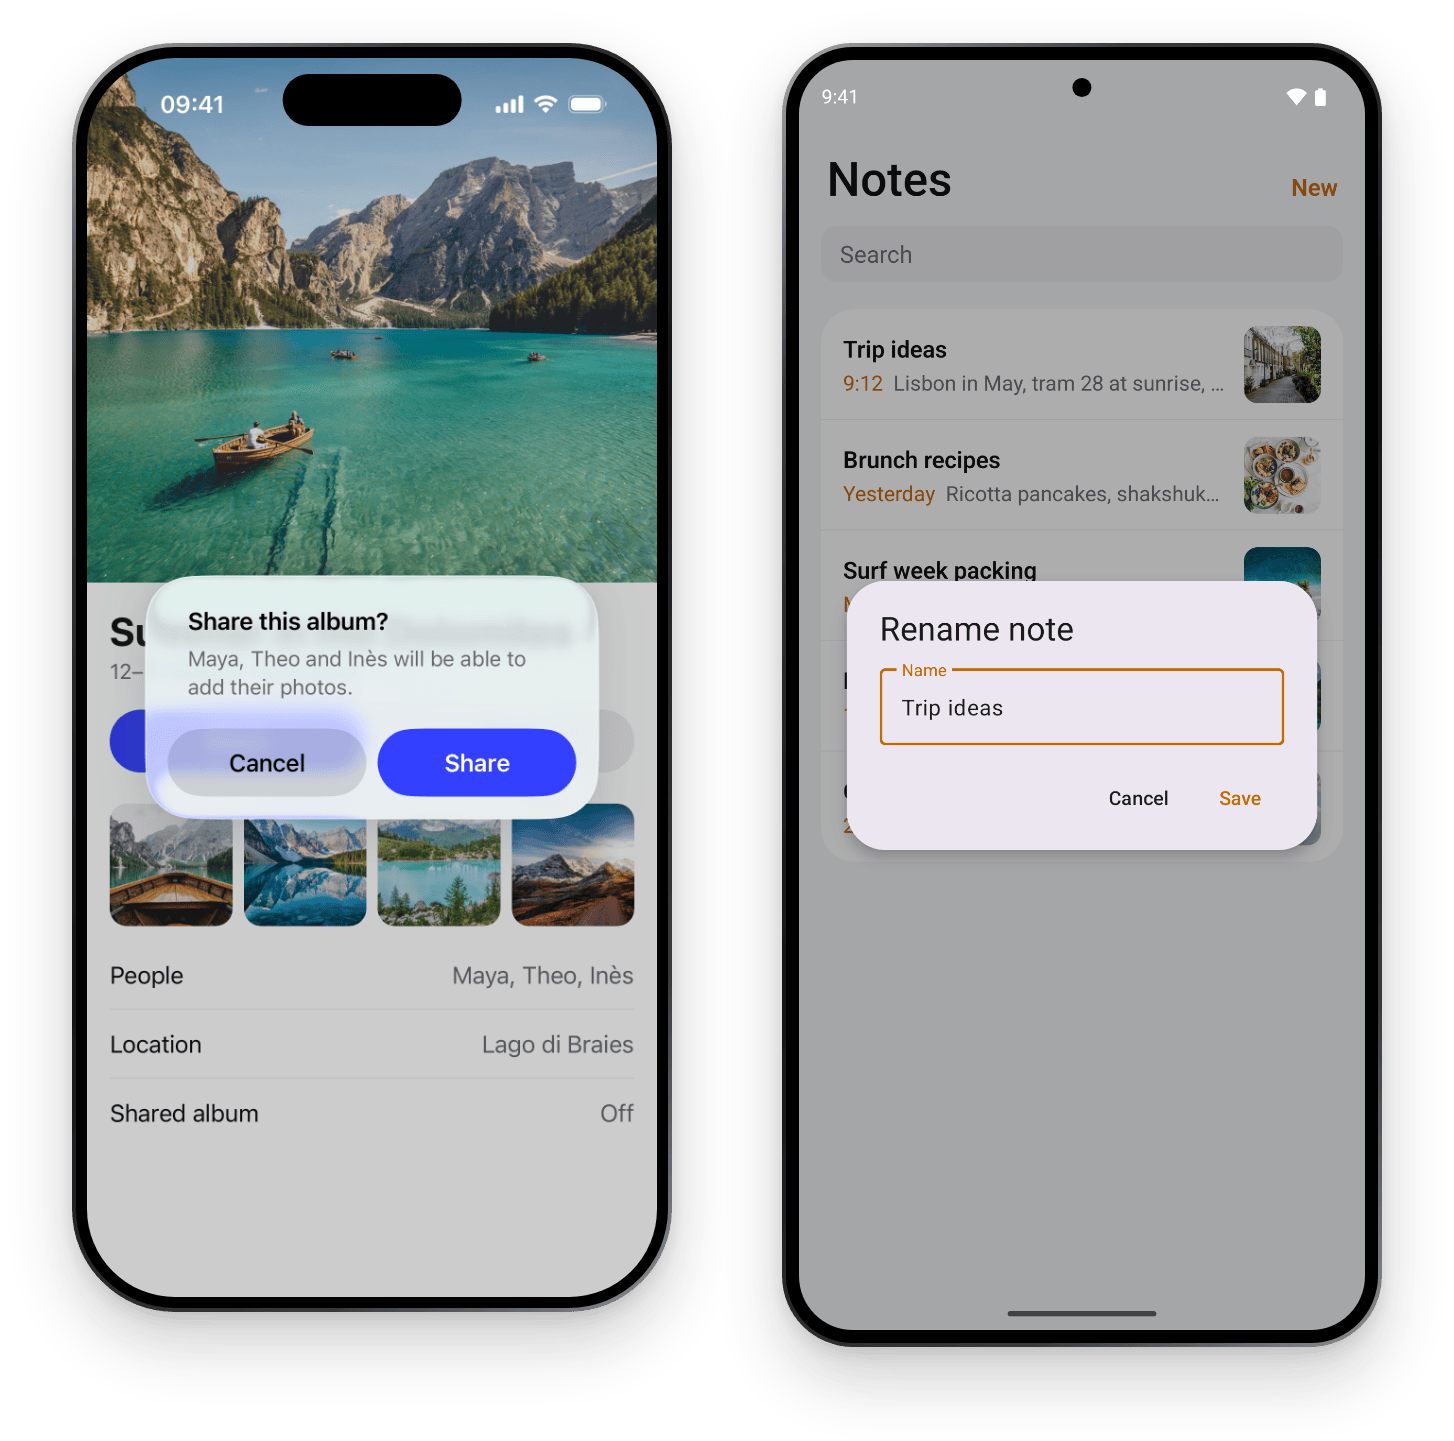 09:41
Share this album?
Maya, Theo and Inès will be able to
add their photos.
Cancel
Share
12–
People
Maya, Theo, Inès
Location
Lago di Braies
Shared album
Off
9:41
Notes
New
Search
Trip ideas
9:12 Lisbon in May, tram 28 at sunrise, ...
Brunch recipes
Yesterday Ricotta pancakes, shakshuk...
Surf week packing
Rename note
Name
Trip ideas
Cancel
Save